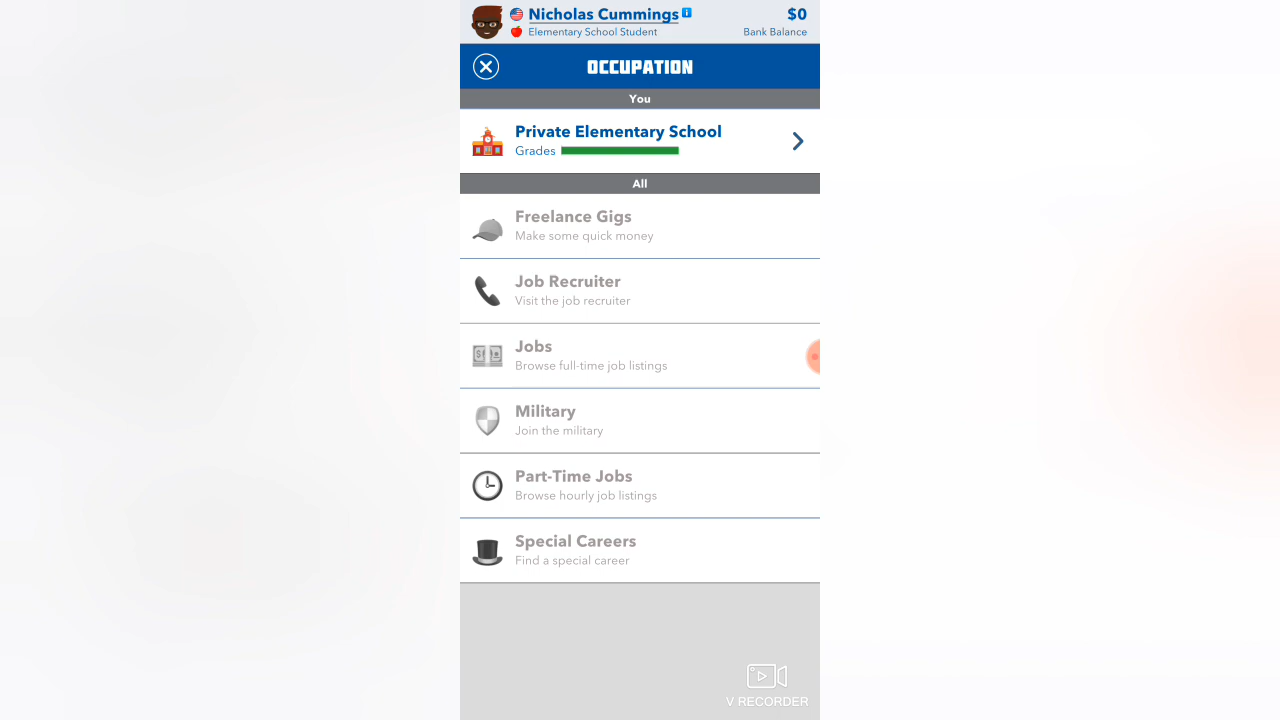 Nicholas Cummings
$0
Elementary School Student
Bank Balance
OCCUPATION
You
Private Elementary School
Grades
All
Freelance Gigs
Make some quick money
Job Recruiter
Visit the job recruiter
Jobs
Browse full-time job listings
Military
Join the military
Part-Time Jobs
Browse hourly job listings
Special Careers
Find a special career
V RECORDER